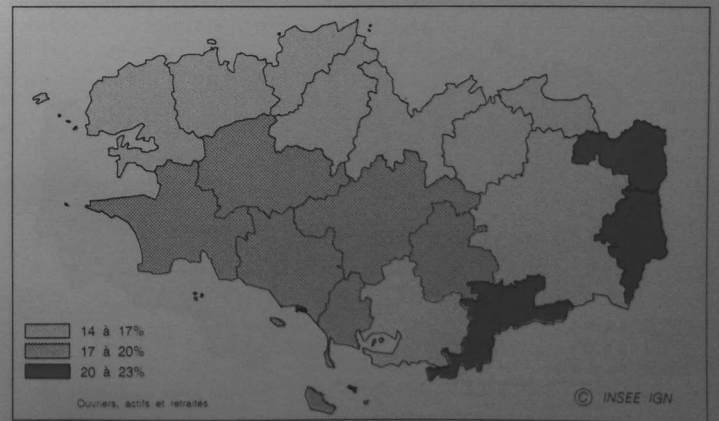 14 à 17%
17 à 20%
20 à 23%
Ouvriers, actifs et retraités
© INSEE IGN